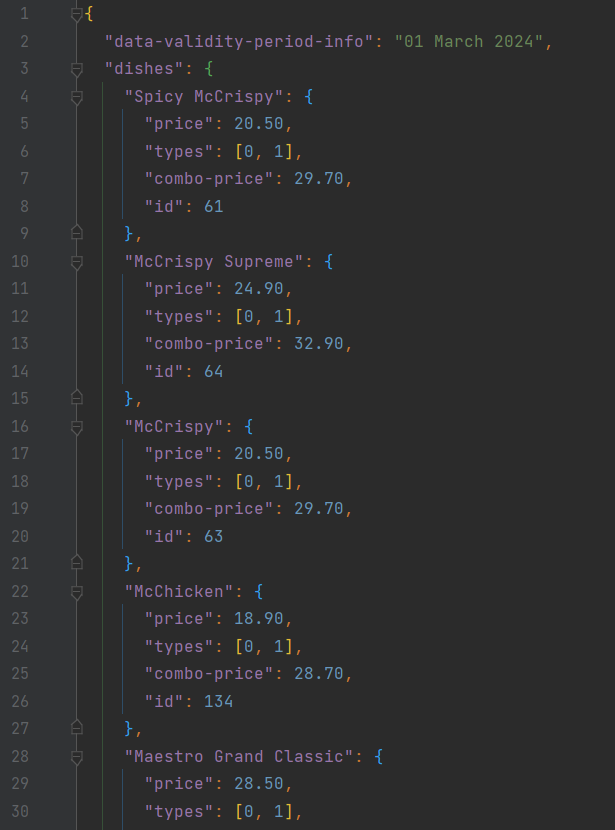 1 {
2 "data-validity-period-info": "01 March 2024",
3 "dishes": {
4 "Spicy McCrispy": {
5 "price": 20.50,
6 "types": [0, 1],
7 "combo-price": 29.70,
8 "id": 61
9 },
10 "McCrispy Supreme": {
11 "price": 24.90,
12 "types": [0, 1],
13 "combo-price": 32.90,
14 "id": 64
15 },
16 "McCrispy": {
17 "price": 20.50,
18 "types": [0, 1],
19 "combo-price": 29.70,
20 "id": 63
21 },
22 "McChicken": {
23 "price": 18.90,
24 "types": [0, 1],
25 "combo-price": 28.70,
26 "id": 134
27 },
28 "Maestro Grand Classic": {
29 "price": 28.50,
30 "types": [0, 1],